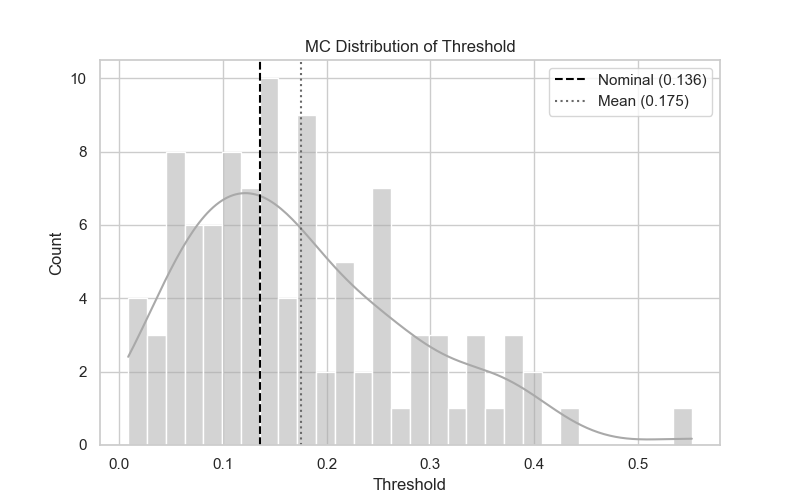 MC Distribution of Threshold
Nominal (0.136)
Mean (0.175)
Count
10
8
6
4
2
0
0.0 0.1 0.2 0.3 0.4 0.5
Threshold